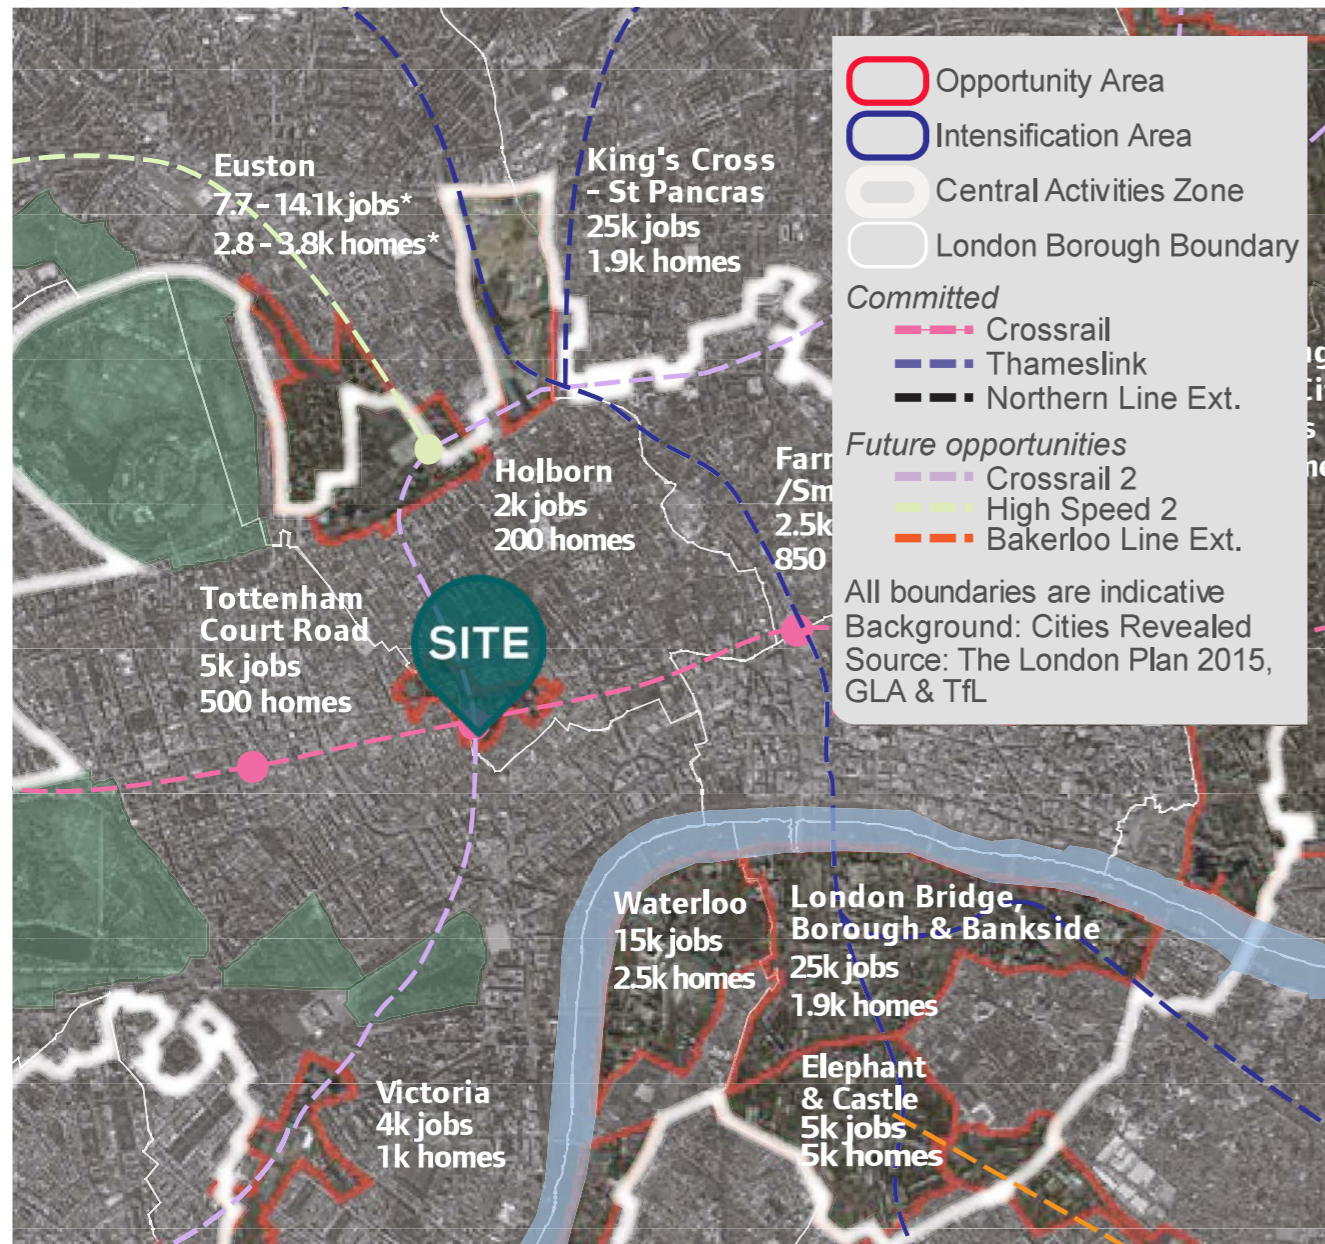 Euston
7.7 - 14.1k jobs*
2.8 - 3.8k homes*
King's Cross
- St Pancras
25k jobs
1.9k homes
Holborn
2k jobs
200 homes
2.5k
850
Tottenham
Court Road
5k jobs
500 homes
SITE
Waterloo
15k jobs
2.5k homes
London Bridge,
Borough & Bankside
25k jobs
1.9k homes
Elephant
& Castle
5k jobs
5k homes
Victoria
4k jobs
1k homes
Opportunity Area
Intensification Area
Central Activities Zone
London Borough Boundary
Committed
Crossrail
Thameslink
Northern Line Ext.
Future opportunities
Crossrail 2
High Speed 2
Bakerloo Line Ext.
All boundaries are indicative
Background: Cities Revealed
Source: The London Plan 2015,
GLA & TfL